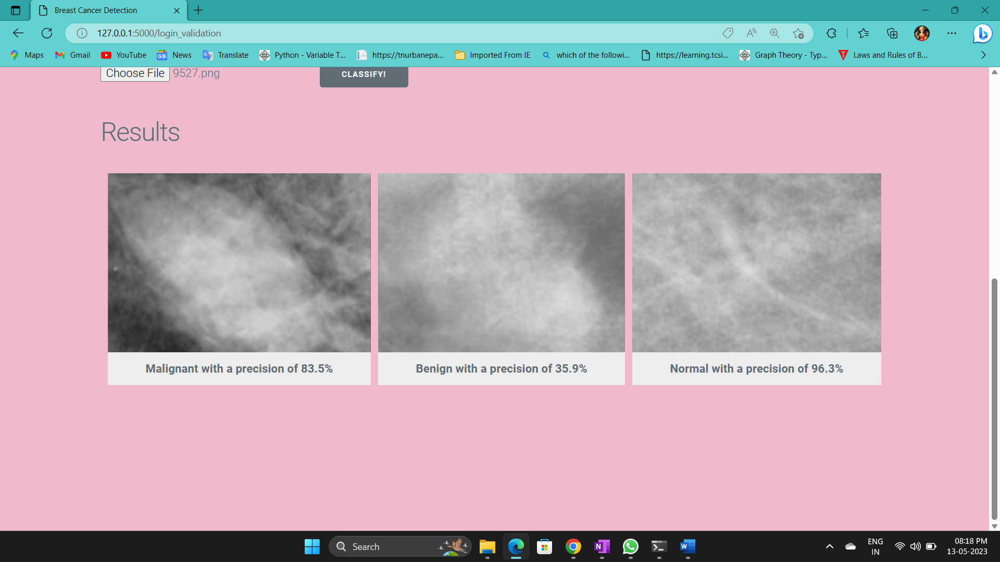 Breast Cancer Detection
127.0.0.1:5000/login_validation
Maps Gmail YouTube News Translate Python - Variable T... https://tnurbanepa... Imported From IE which of the followi... https://learning.tcsi... Graph Theory - Typ... Laws and Rules of B...
Choose File 9527.png CLASSIFY!
Results
Malignant with a precision of 83.5% Benign with a precision of 35.9% Normal with a precision of 96.3%
Search
ENG
IN
08:18 PM
13-05-2023